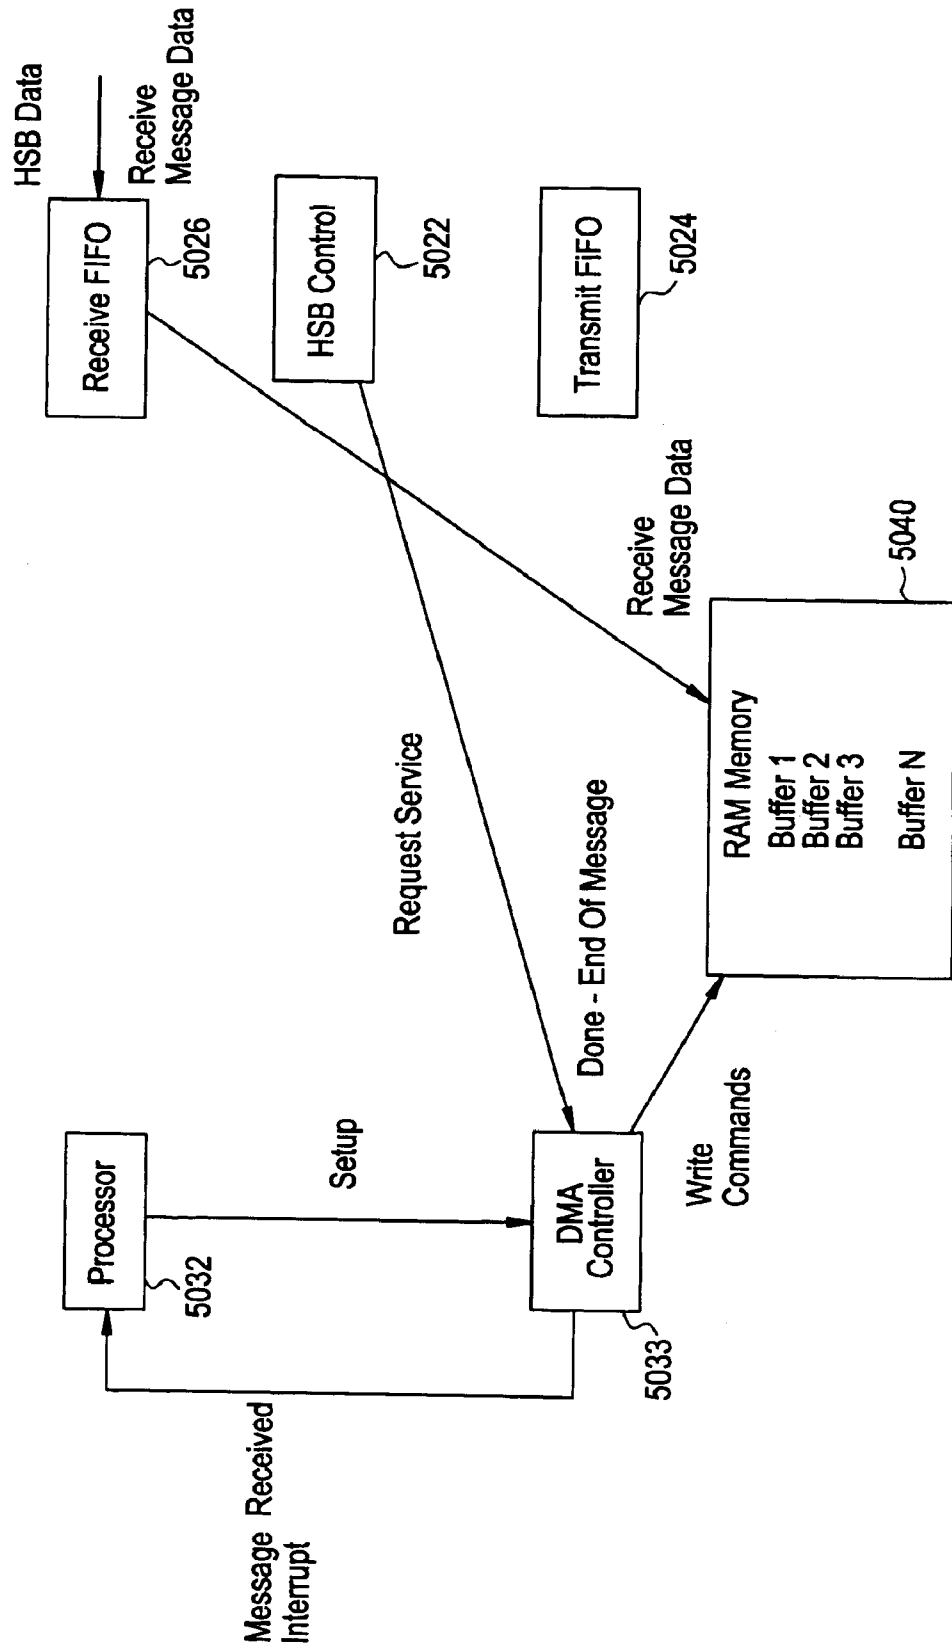 Message Received
Interrupt
Processor
5032
Setup
DMA
Controller
5033
Write
Commands
Request Service
Done - End Of Message
RAM Memory
Buffer 1
Buffer 2
Buffer 3
Buffer N
5040
Receive
Message Data
HSB Data
Receive FIFO
5026
Receive
Message Data
HSB Control
5022
Transmit FIFO
5024